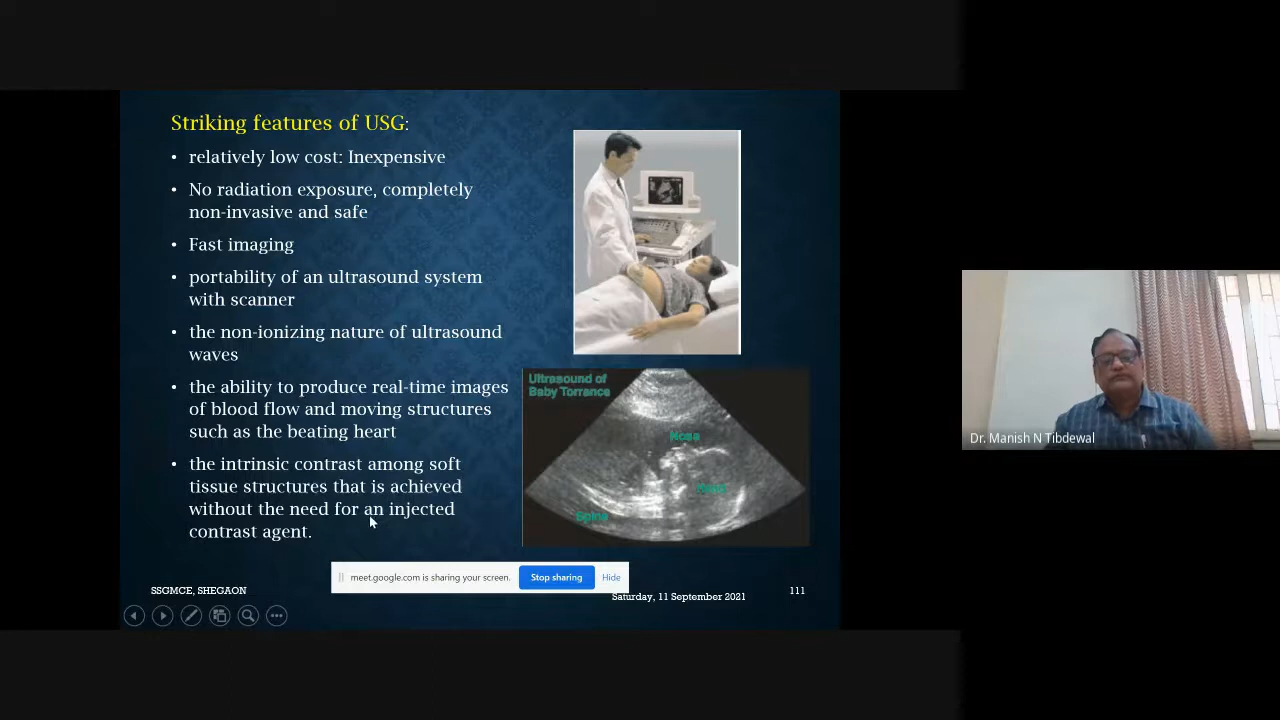 Striking features of USG:
• relatively low cost: Inexpensive
• No radiation exposure, completely
non-invasive and safe
• Fast imaging
• portability of an ultrasound system
with scanner
• the non-ionizing nature of ultrasound
waves
• the ability to produce real-time images
of blood flow and moving structures
such as the beating heart
• the intrinsic contrast among soft
tissue structures that is achieved
without the need for an injected
contrast agent.
Ultrasound of
Baby Torrance
Nose
Spine
Dr. Manish N Tibdewal
meet.google.com is sharing your screen.
Stop sharing
Hide
SSGMCE, SHEGAON
Saturday, 11 September 2021
111